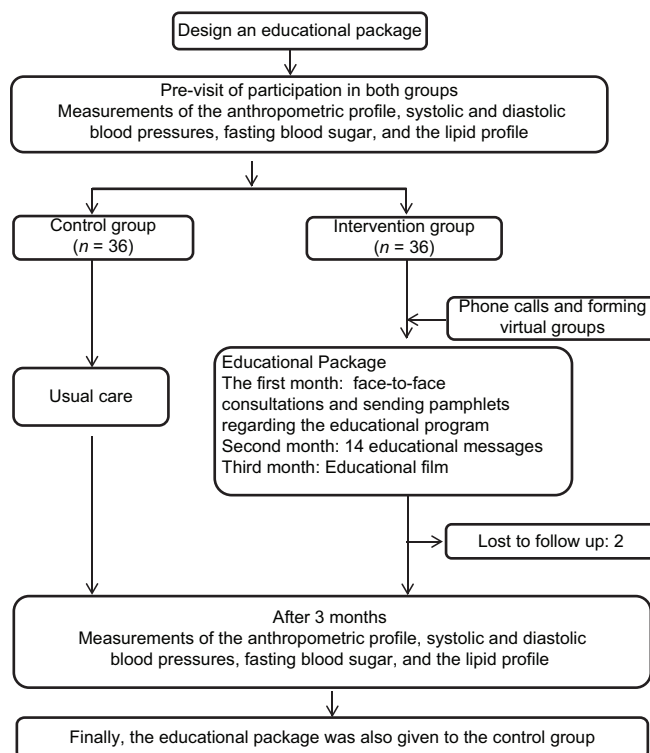 Design an educational package
Pre-visit of participation in both groups
Measurements of the anthropometric profile, systolic and diastolic
blood pressures, fasting blood sugar, and the lipid profile
Control group
(n = 36)
Intervention group
(n = 36)
Phone calls and forming
virtual groups
Usual care
Educational Package
The first month: face-to-face
consultations and sending pamphlets
regarding the educational program
Second month: 14 educational messages
Third month: Educational film
Lost to follow up: 2
After 3 months
Measurements of the anthropometric profile, systolic and diastolic
blood pressures, fasting blood sugar, and the lipid profile
Finally, the educational package was also given to the control group